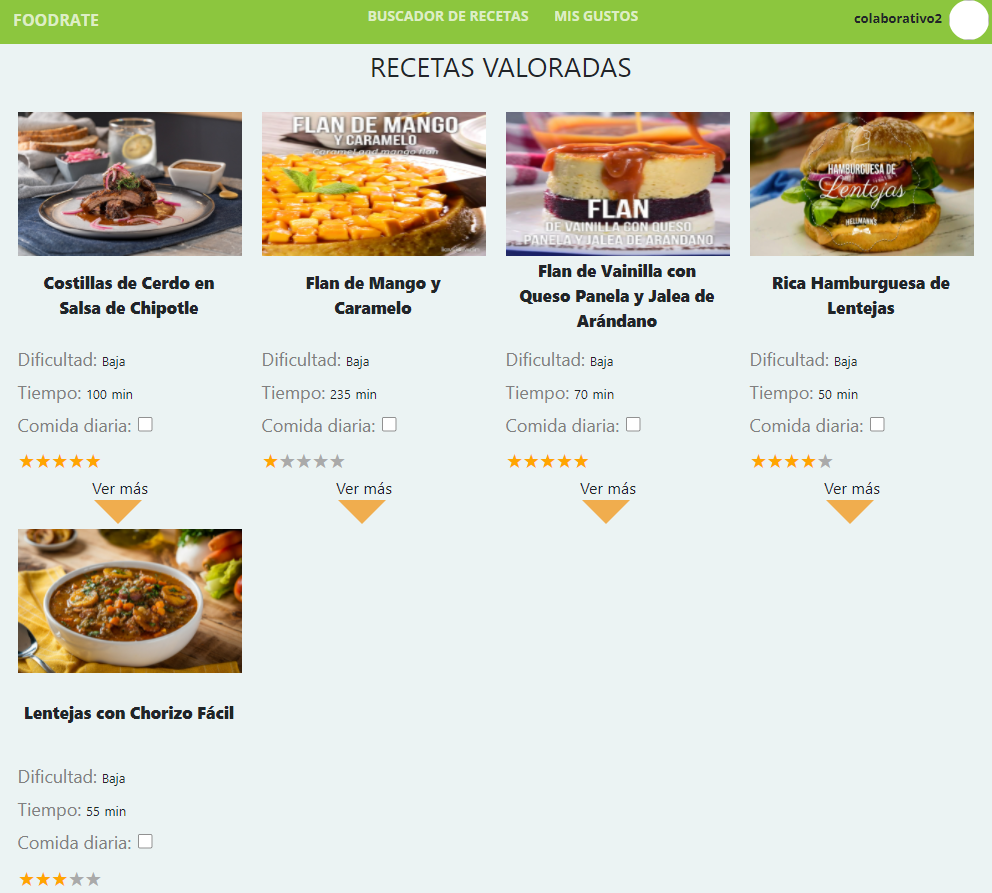 FOODRATE
BUSCADOR DE RECETAS
MIS GUSTOS
colaborativo2
RECETAS VALORADAS
FLAN DE MANGO
Y CARAMELO
Caramel and mango flan
FLAN
DE VAINILLA CON QUESO
PANELA Y JALEA DE ARÁNDANO
HAMBURGUESA DE
Lentejas
HELLMANN'S
Costillas de Cerdo en
Salsa de Chipotle
Flan de Mango y
Caramelo
Flan de Vainilla con
Queso Panela y Jalea de
Arándano
Rica Hamburguesa de
Lentejas
Dificultad: Baja
Tiempo: 100 min
Comida diaria:
Ver más
Dificultad: Baja
Tiempo: 235 min
Comida diaria:
Ver más
Dificultad: Baja
Tiempo: 70 min
Comida diaria:
Ver más
Dificultad: Baja
Tiempo: 50 min
Comida diaria:
Ver más
Lentejas con Chorizo Fácil
Dificultad: Baja
Tiempo: 55 min
Comida diaria: